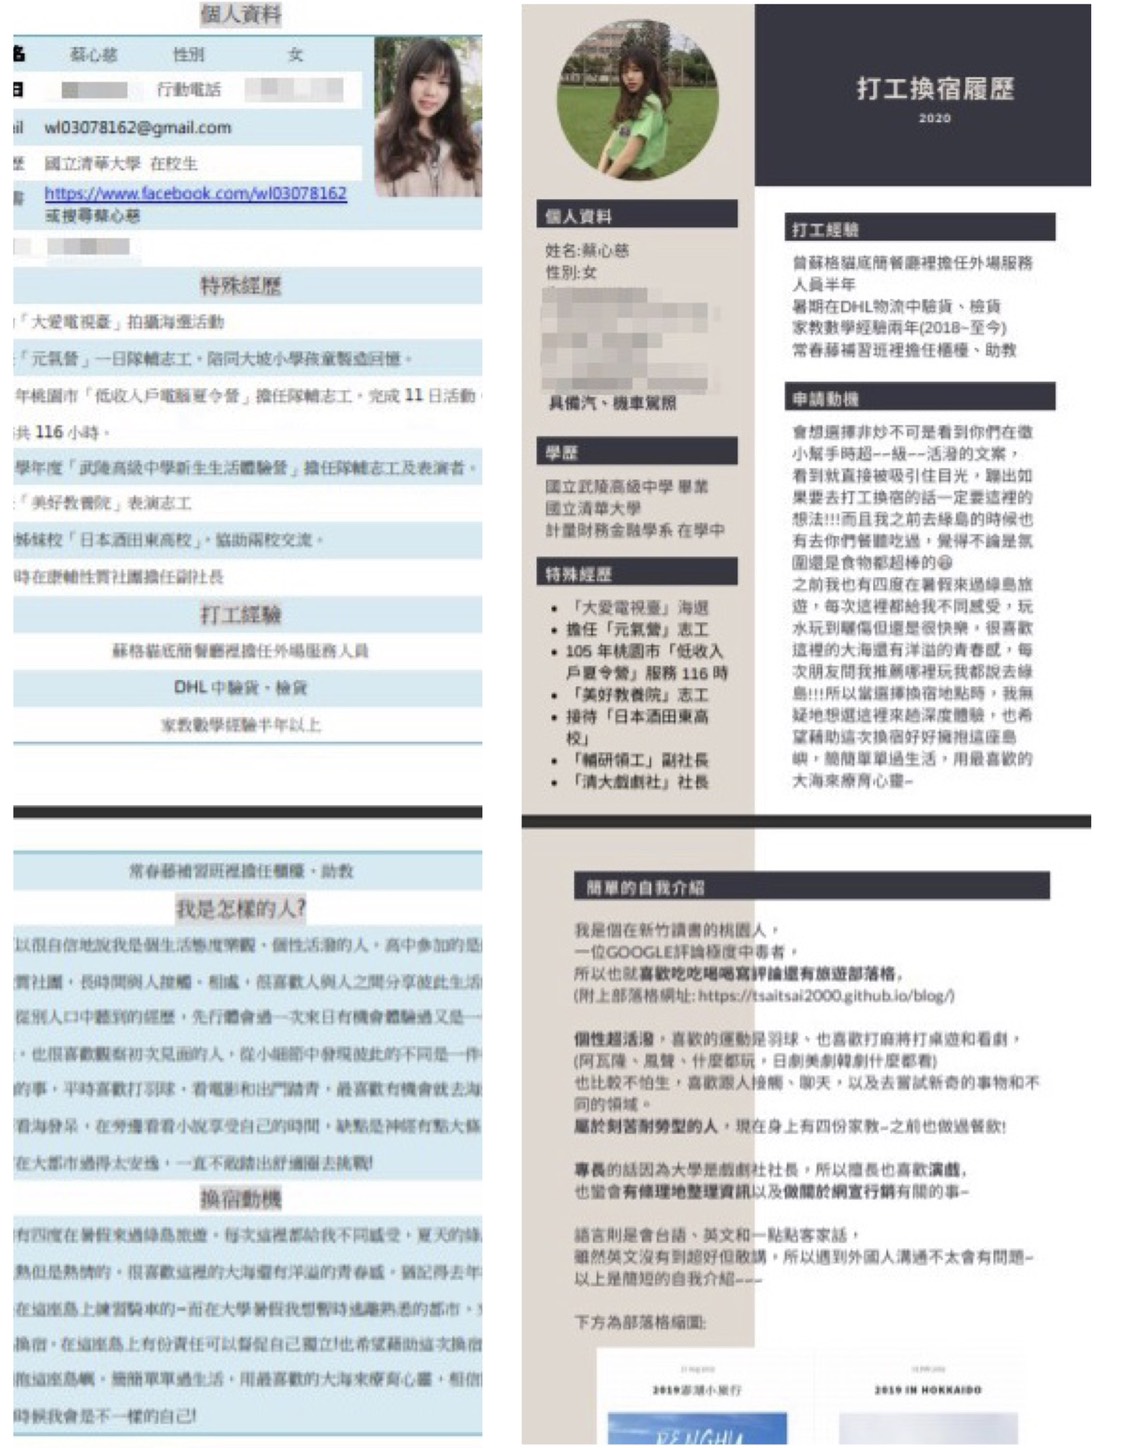 個人資料
蔡心慈 性別 女
行動電話
il wl03078162@gmail.com
歷 國立清華大學 在校生
https://www.facebook.com/wl03078162
或搜尋蔡心慈
特殊經歷
「大愛電視臺」拍攝海選活動
「元氣營」一日隊輔志工，陪同大坡小學孩童製造回憶。
年桃園市「低收入戶電腦夏令營」擔任隊輔志工，完成 11 日活動，
共 116 小時。
學年度「武陵高級中學新生生活體驗營」擔任隊輔志工及表演者。
「美好教養院」表演志工
姊妹校「日本酒田東高校」，協助兩校交流。
時在康輔性質社團擔任副社長
打工經驗
蘇格貓底簡餐廳裡擔任外場服務人員
DHL 中驗貨、檢貨
家教數學經驗半年以上
常春藤補習班裡擔任櫃檯、助教
我是怎樣的人?
以很自信地說我是個生活態度樂觀、個性活潑的人，高中參加的是
質社團，長時間與人接觸、相處，很喜歡人與人之間分享彼此生活
從別人口中聽到的經歷，先行體會過一次來日有機會體驗過又是一
，也很喜歡觀察初次見面的人，從小細節中發現彼此的不同是一件
的事，平時喜歡打羽球、看電影和出門踏青，最喜歡有機會就去海
看海發呆，在旁邊看看小說享受自己的時間，缺點是神經有點大條
在大都市過得太安逸，一直不敢踏出舒適圈去挑戰!
換宿動機
有四度在暑假來過綠島旅遊，每次這裡都給我不同感受，夏天的綠
熱但是熱情的，很喜歡這裡的大海還有洋溢的青春感，猶記得去年
在這座島上練習騎車的~而在大學暑假我想暫時逃離熟悉的都市，
換宿，在這座島上有份責任可以督促自己獨立!也希望藉助這次換宿
抱這座島嶼，簡簡單單過生活，用最喜歡的大海來療育心靈，相信
時候我會是不一樣的自己!
打工換宿履歷
2020
個人資料
姓名:蔡心慈
性別:女
具備汽、機車駕照
學歷
國立武陵高級中學 畢業
國立清華大學
計量財務金融學系 在學中
特殊經歷
• 「大愛電視臺」海選
• 擔任「元氣營」志工
• 105 年桃園市「低收入
戶夏令營」服務 116 時
• 「美好教養院」志工
• 接待「日本酒田東高
校」
• 「輔研領工」副社長
• 「清大戲劇社」社長
打工經驗
曾蘇格貓底簡餐廳裡擔任外場服務
人員半年
暑期在DHL物流中驗貨、檢貨
家教數學經驗兩年(2018~至今)
常春藤補習班裡擔任櫃檯、助教
申請動機
會想選擇非炒不可是看到你們在徵
小幫手時超~~級~~活潑的文案，
看到就直接被吸引住目光，蹦出如
果要去打工換宿的話一定要這裡的
想法!!!而且我之前去綠島的時候也
有去你們餐廳吃過，覺得不論是氛
圍還是食物都超棒的😆
之前我也有四度在暑假來過綠島旅
遊，每次這裡都給我不同感受，玩
水玩到曬傷但還是很快樂，很喜歡
這裡的大海還有洋溢的青春感，每
次朋友問我推薦哪裡玩我都說去綠
島!!!所以當選擇換宿地點時，我無
疑地想選這裡來趟深度體驗，也希
望藉助這次換宿好好擁抱這座島
嶼，簡簡單單過生活，用最喜歡的
大海來療育心靈~
簡單的自我介紹
我是個在新竹讀書的桃園人，
一位GOOGLE評論極度中毒者，
所以也就喜歡吃吃喝喝寫評論還有旅遊部落格，
(附上部落格網址: https://tsaitsai2000.github.io/blog/)
個性超活潑，喜歡的運動是羽球、也喜歡打麻將打桌遊和看劇，
(阿瓦隆、風聲、什麼都玩，日劇美劇韓劇什麼都看)
也比較不怕生，喜歡跟人接觸、聊天，以及去嘗試新奇的事物和不
同的領域。
屬於刻苦耐勞型的人，現在身上有四份家教~之前也做過餐飲!
專長的話因為大學是戲劇社社長，所以擅長也喜歡演戲，
也蠻會有條理地整理資訊以及做關於網宣行銷有關的事~
語言則是會台語、英文和一點點客家話，
雖然英文沒有到超好但敢講，所以遇到外國人溝通不太會有問題~
以上是簡短的自我介紹~~~
下方為部落格縮圖:
2019澎湖小旅行
2019 IN HOKKAIDO
PENGHU